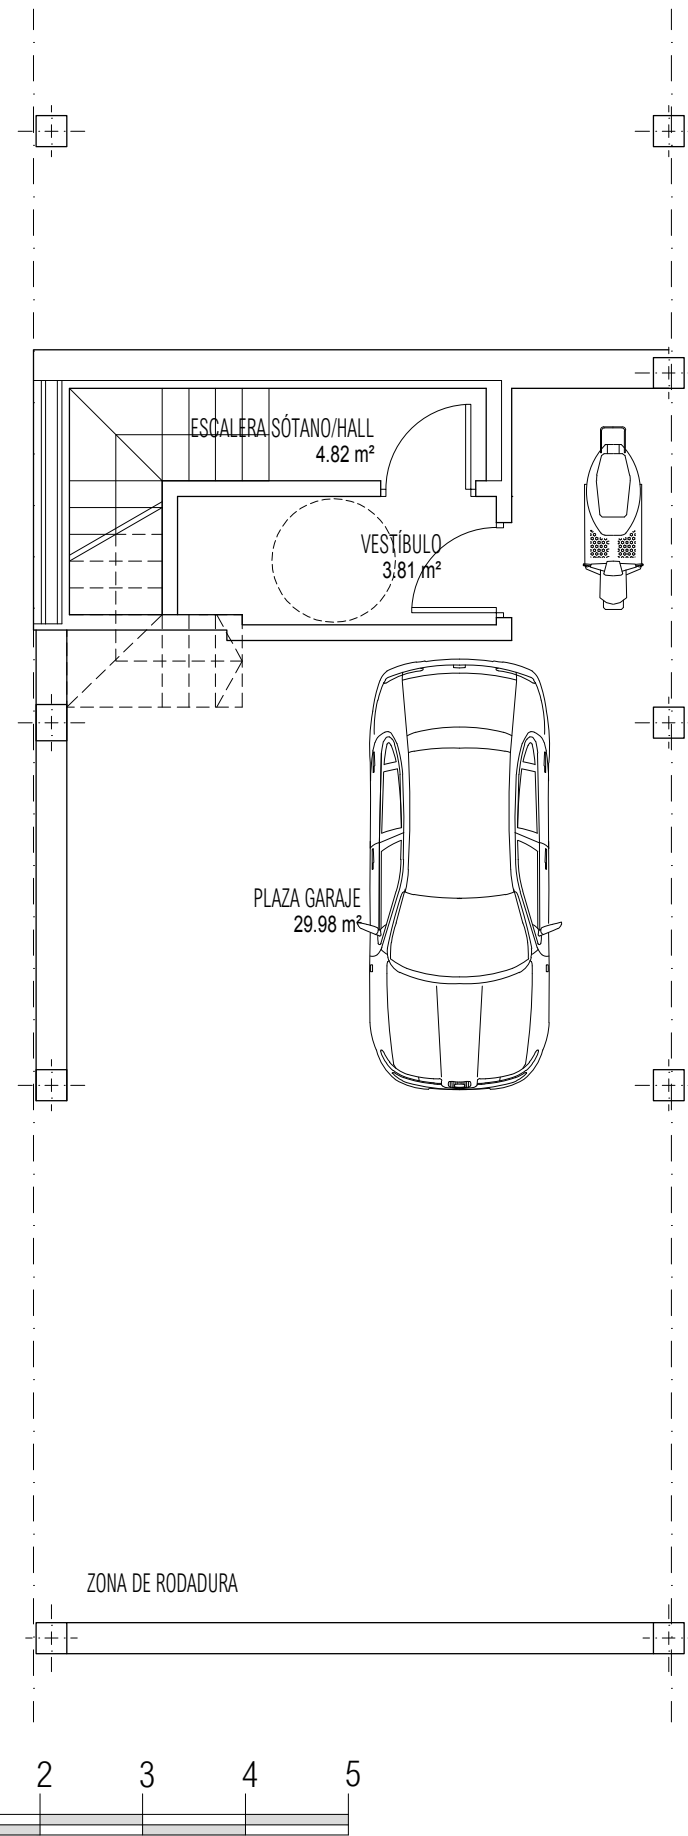 ESCALERA SÓTANO/HALL
4.82 m²
VESTÍBULO
3.81 m²
PLAZA GARAJE
29.98 m²
ZONA DE RODADURA
2 3 4 5